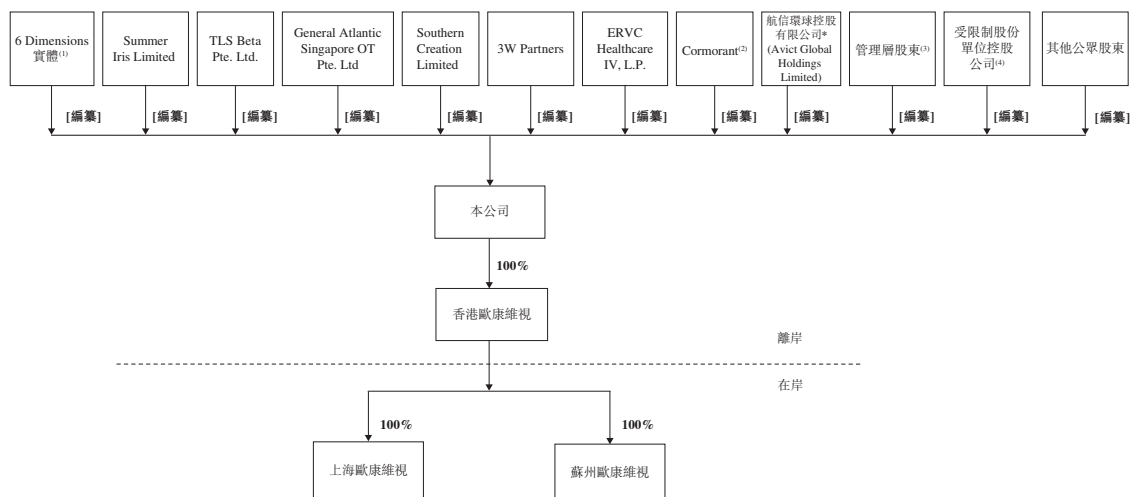 6 Dimensions
實體(1)
Summer
Iris Limited
TLS Beta
Pte. Ltd.
General Atlantic
Singapore OT
Pte. Ltd
Southern
Creation
Limited
3W Partners
ERVC
Healthcare
IV, L.P.
Cormorant(2)
航信環球控股
有限公司*
(Avict Global
Holdings
Limited)
管理層股東(3)
受限制股份
單位控股
公司(4)
其他公眾股東
[編纂]
[編纂]
[編纂]
[編纂]
[編纂]
[編纂]
[編纂]
[編纂]
[編纂]
[編纂]
[編纂]
[編纂]
本公司
100%
香港歐康維視
離岸
在岸
100%
100%
上海歐康維視
蘇州歐康維視